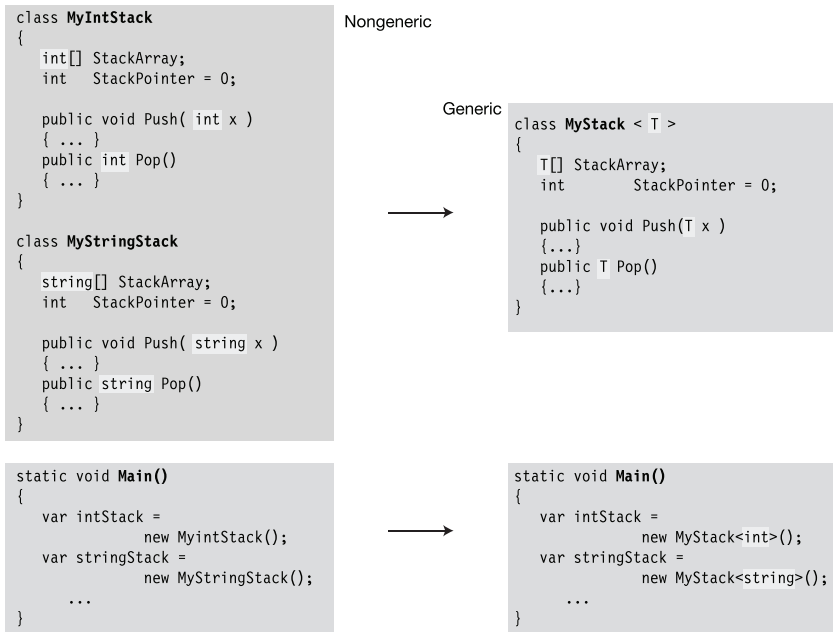 class MyIntStack
{
int[] StackArray;
int StackPointer = 0;
public void Push( int x )
{ ... }
public int Pop()
{ ... }
}
class MyStringStack
{
string[] StackArray;
int StackPointer = 0;
public void Push( string x )
{ ... }
public string Pop()
{ ... }
}
Nongeneric
Generic
class MyStack < T >
{
T[] StackArray;
int StackPointer = 0;
public void Push(T x )
{...}
public T Pop()
{...}
}
static void Main()
{
var intStack =
new MyintStack();
var stringStack =
new MyStringStack();
...
}
static void Main()
{
var intStack =
new MyStack<int>();
var stringStack =
new MyStack<string>();
...
}